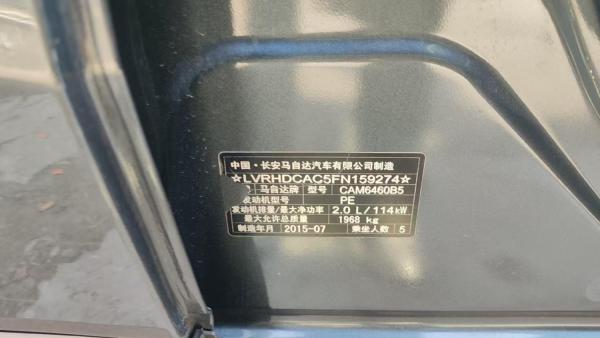 中国·长安马自达汽车有限公司制造
☆LVRHDCAC5FN159274☆
马自达牌 型号 CAM6460B5
发动机型号 PE
发动机排量/最大净功率 2.0 L/114kW
最大允许总质量 1968 kg
制造年月 2015-07 乘坐人数 5